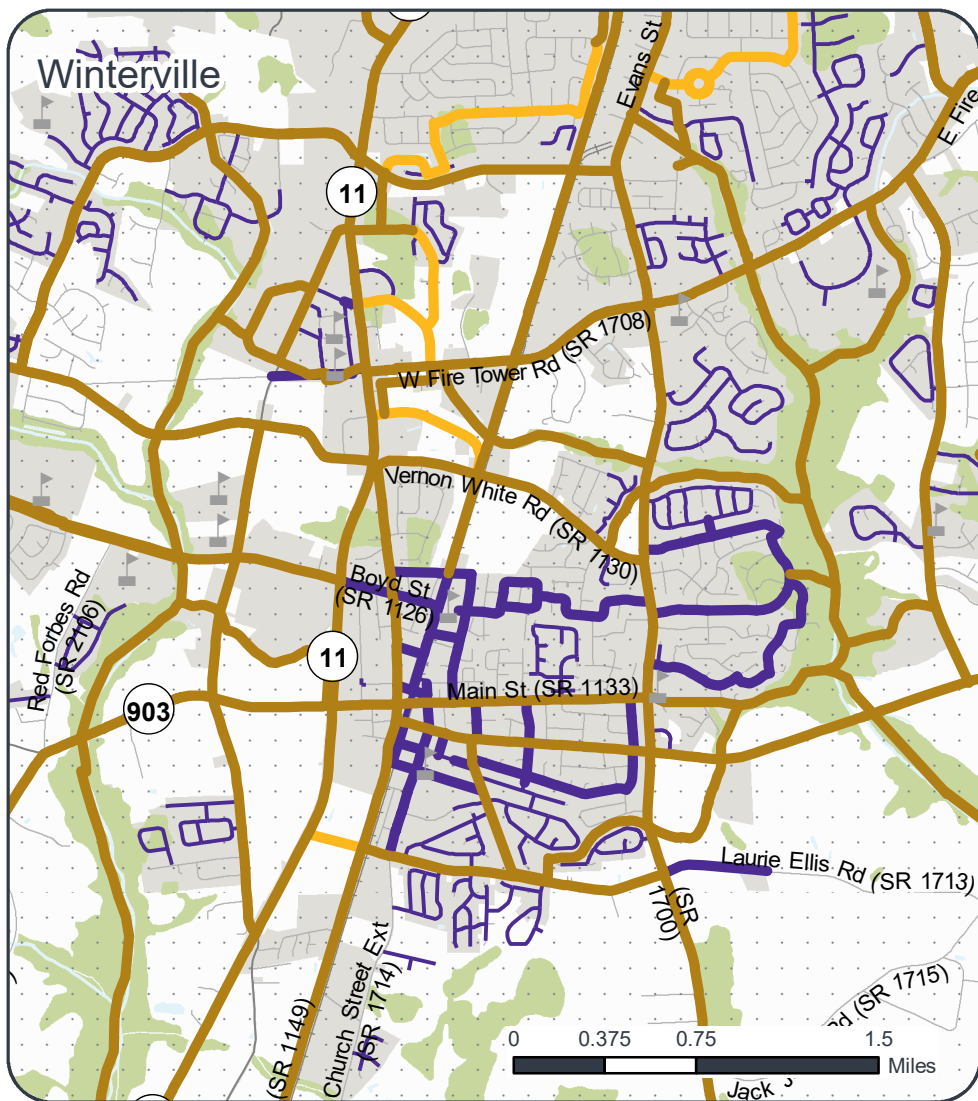 Winterville
Evans St
E Fire
11
W Fire Tower Rd (SR 1708)
Vernon White Rd (SR 1130)
Boyd St
(SR 1126)
Red Forbes Rd
(SR 2106)
11
Main St (SR 1133)
903
Laurie Ellis Rd (SR 1713)
(SR
1700)
Church Street Ext
(SR 1714)
(SR 1149)
Rd (SR 1715)
0 0.375 0.75 1.5
Miles
Jack